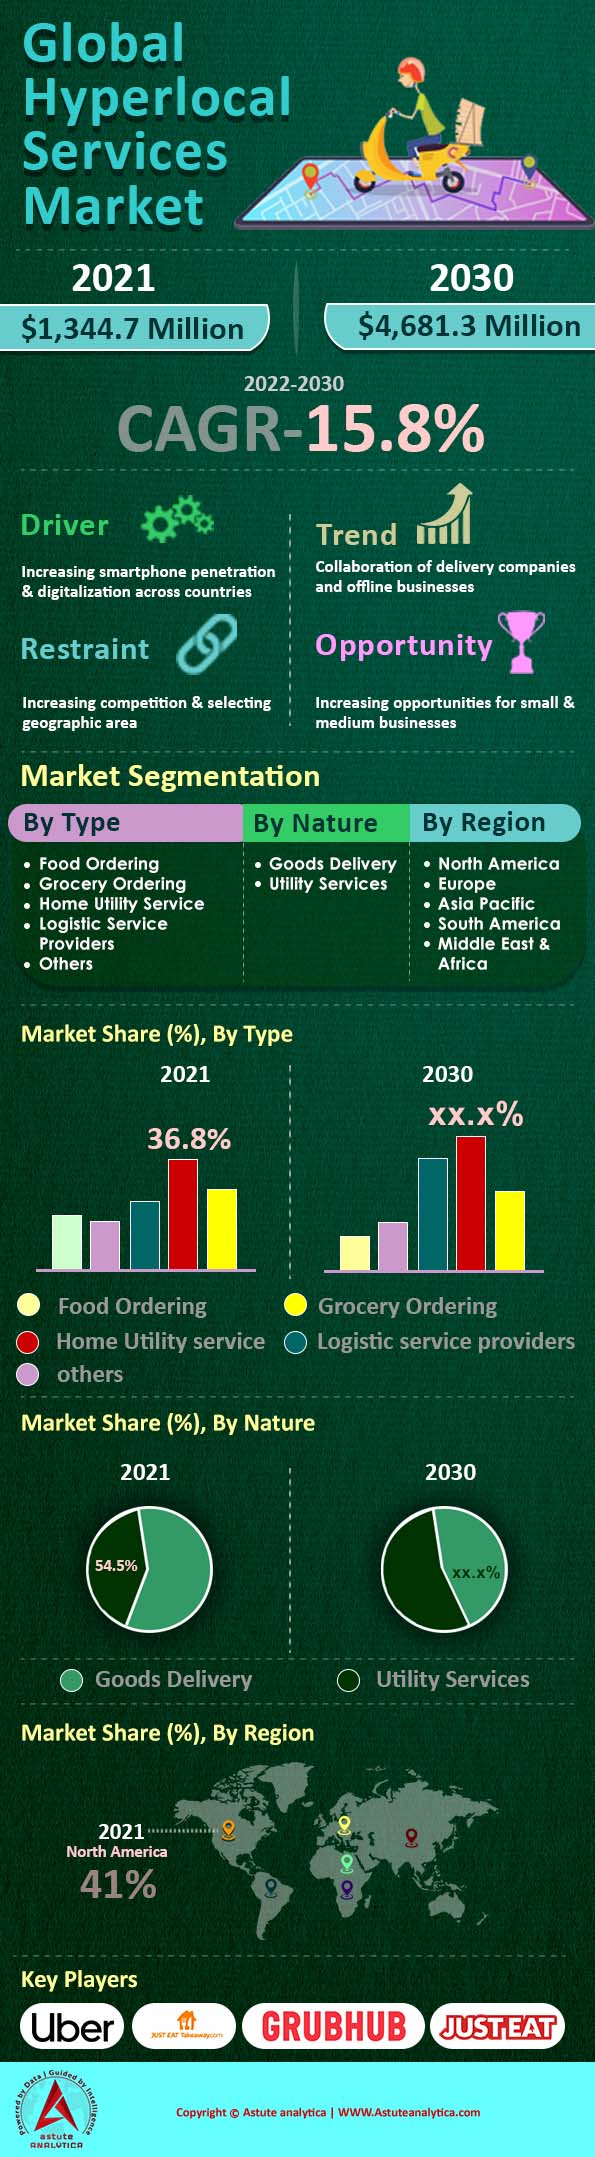 Global
Hyperlocal
Services
Market
2021
$1,344.7 Million
2030
$4,681.3 Million
2022-2030
CAGR-15.8%
Driver
Increasing smartphone penetration
& digitalization across countries
Trend
Collaboration of delivery companies
and offline businesses
Restraint
Increasing competition & selecting
geographic area
Opportunity
Increasing opportunities for small &
medium businesses
Market Segmentation
By Type
• Food Ordering
• Grocery Ordering
• Home Utility Service
• Logistic Service
Providers
• Others
By Nature
• Goods Delivery
• Utility Services
By Region
• North America
• Europe
• Asia Pacific
• South America
• Middle East &
Africa
Market Share (%), By Type
2021
36.8%
2030
xx.x%
Food Ordering
Grocery Ordering
Home Utility service
Logistic service providers
others
Market Share (%), By Nature
2021
54.5%
2030
xx.x%
Goods Delivery
Utility Services
Market Share (%), By Region
2021
North America
41%
Key Players
Uber
JUST EAT Takeaway.com
GRUBHUB
JUST EAT
Powered by Data | Guided by Intelligence
astute
ANALYTICA
Copyright © Astute analytica | WWW.Astuteanalytica.com